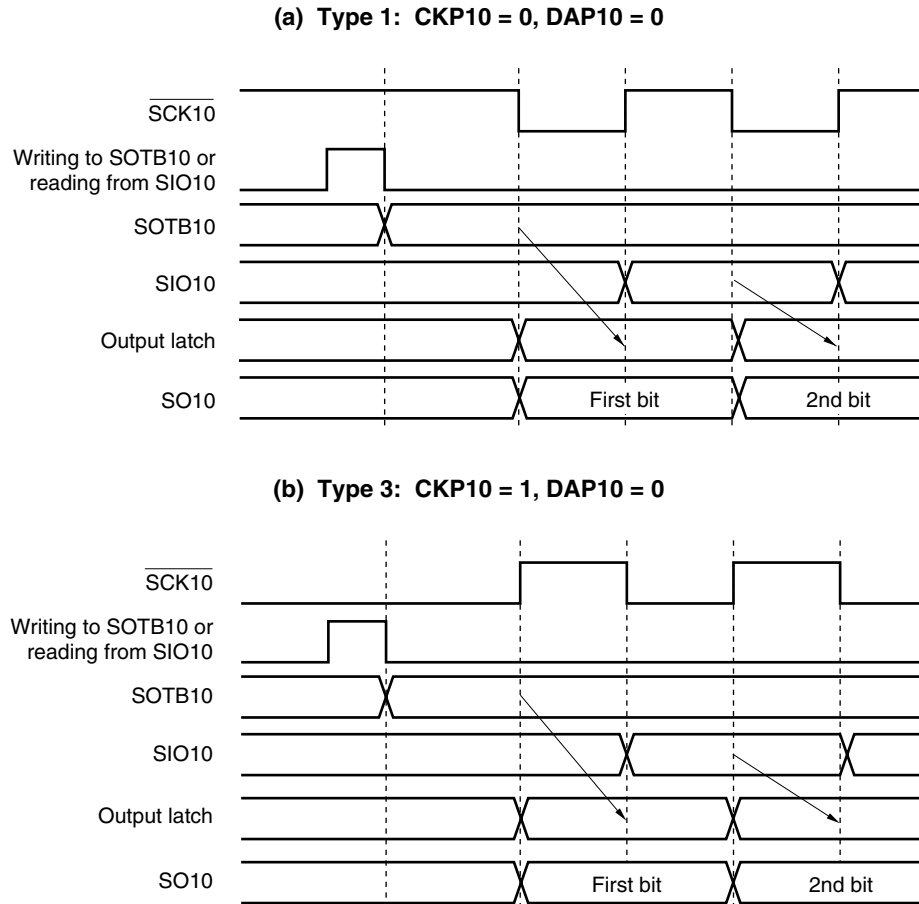 (a) Type 1: CKP10 = 0, DAP10 = 0
SCK10
Writing to SOTB10 or
reading from SIO10
SOTB10
SIO10
Output latch
SO10
First bit
2nd bit
(b) Type 3: CKP10 = 1, DAP10 = 0
SCK10
Writing to SOTB10 or
reading from SIO10
SOTB10
SIO10
Output latch
SO10
First bit
2nd bit